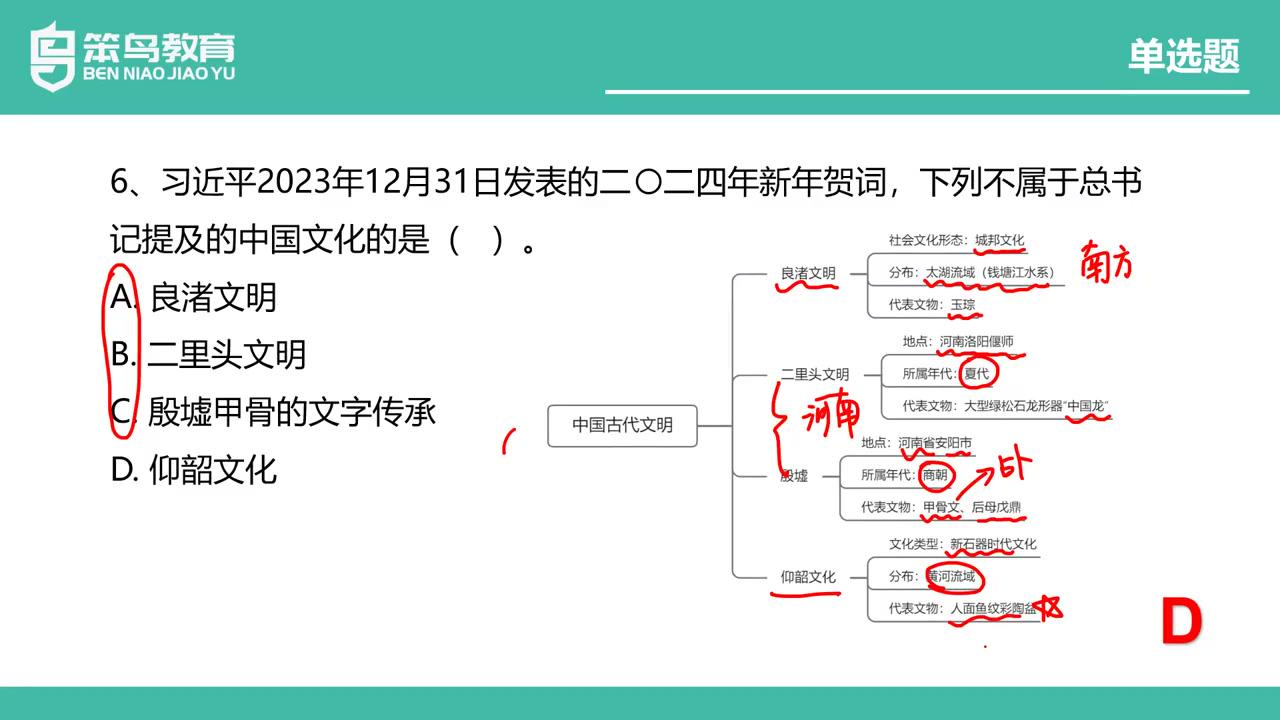 笨鸟教育
BEN NIAO JIAO YU
单选题
6、习近平2023年12月31日发表的二〇二四年新年贺词，下列不属于总书
记提及的中国文化的是（ ）。
A. 良渚文明
B. 二里头文明
C. 殷墟甲骨的文字传承
D. 仰韶文化
中国古代文明
良渚文明
社会文化形态：城邦文化
分布：太湖流域（钱塘江水系）
代表文物：玉琮
南方
二里头文明
地点：河南洛阳偃师
所属年代：夏代
代表文物：大型绿松石龙形器“中国龙”
河南
殷墟
地点：河南省安阳市
所属年代：商朝
代表文物：甲骨文、后母戊鼎
仰韶文化
文化类型：新石器时代文化
分布：黄河流域
代表文物：人面鱼纹彩陶盆
D